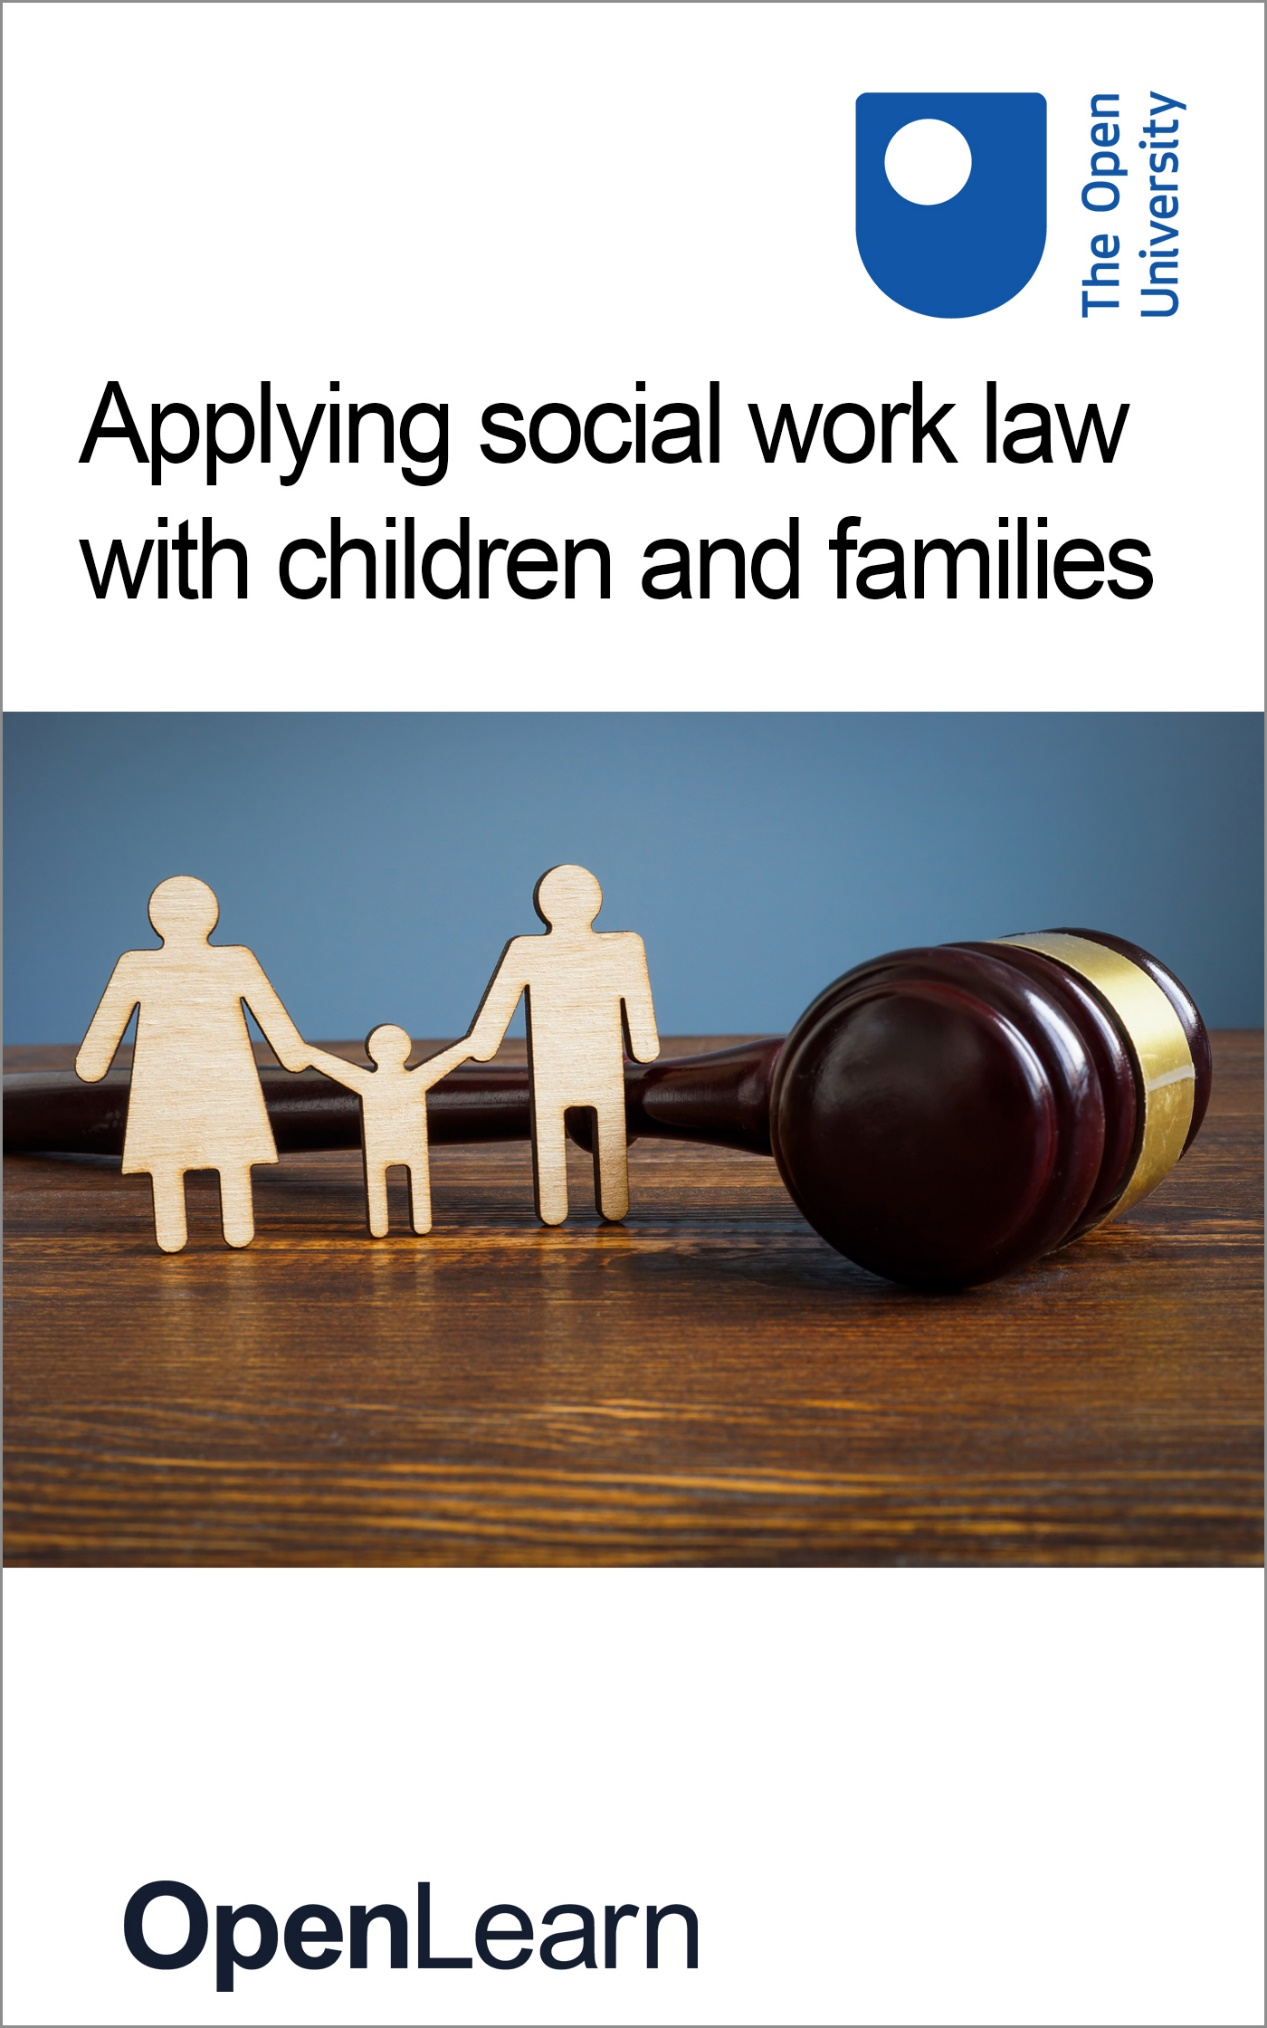 The Open
University
Applying social work law
with children and families
OpenLearn